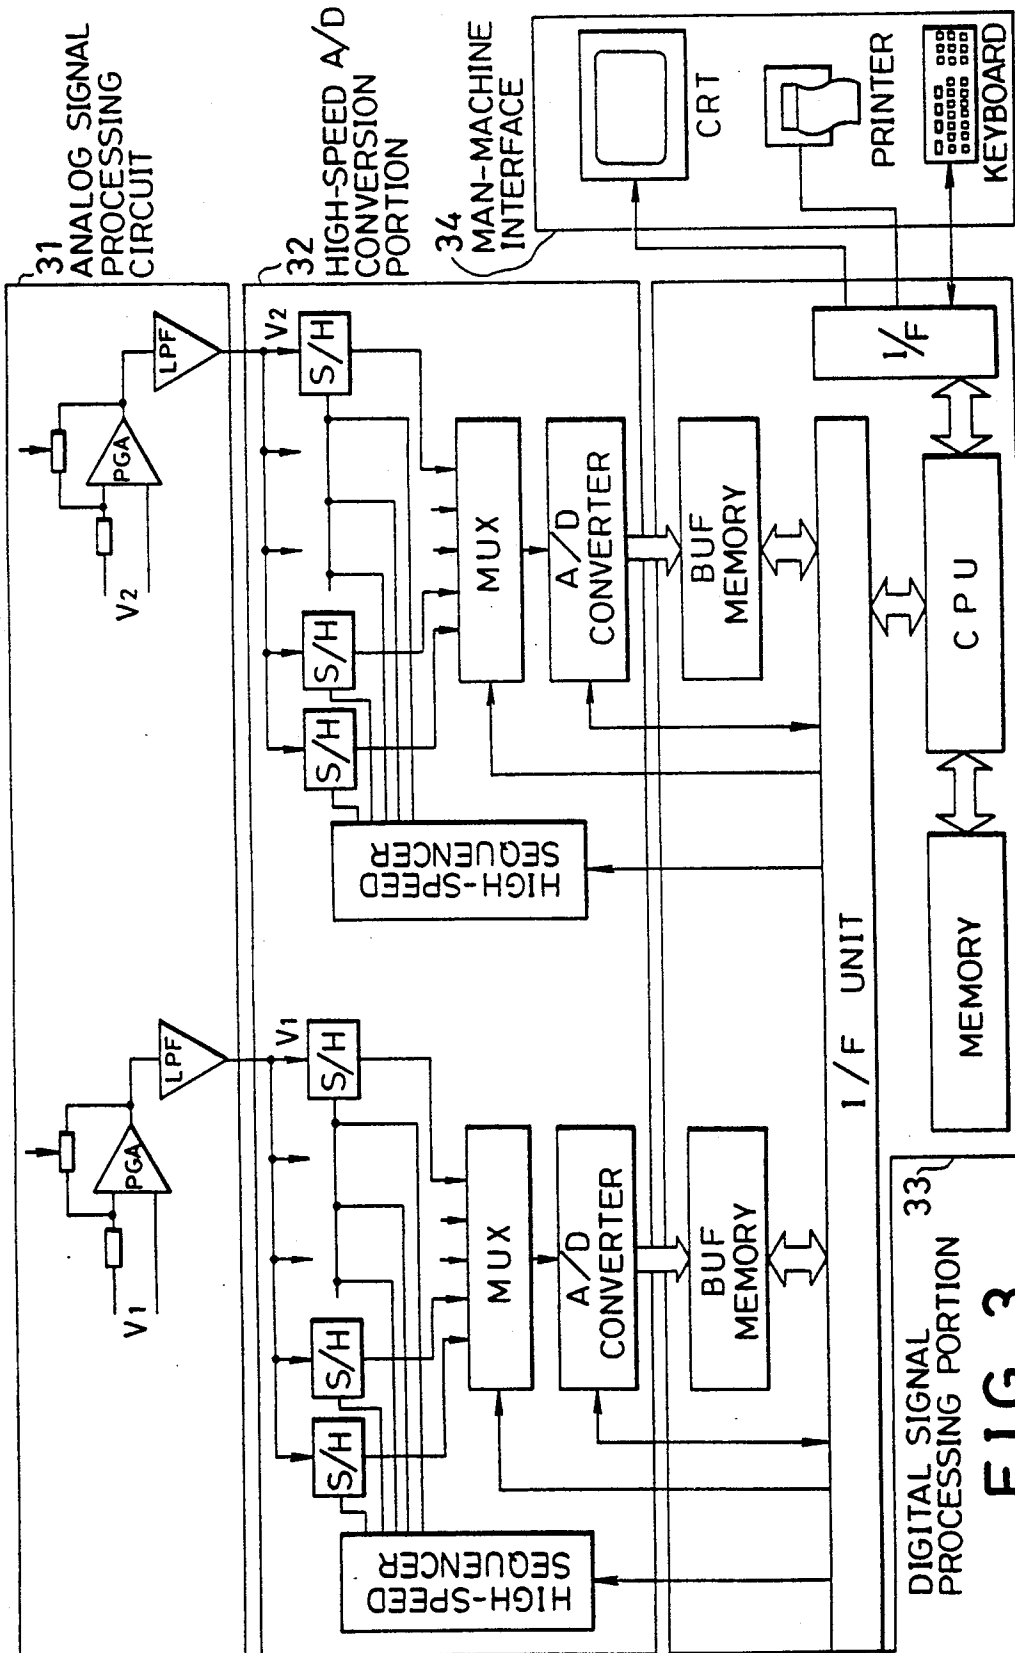 31
ANALOG SIGNAL
PROCESSING
CIRCUIT
V1
PGA
LPF
V2
PGA
LPF
32
HIGH-SPEED A/D
CONVERSION
PORTION
V1
S/H
S/H
S/H
HIGH-SPEED
SEQUENCER
MUX
A/D
CONVERTER
V2
S/H
S/H
S/H
HIGH-SPEED
SEQUENCER
MUX
A/D
CONVERTER
34
MAN-MACHINE
INTERFACE
CRT
PRINTER
KEYBOARD
BUF
MEMORY
BUF
MEMORY
I/F UNIT
I/F
CPU
MEMORY
DIGITAL SIGNAL
PROCESSING PORTION
33
FIG 3